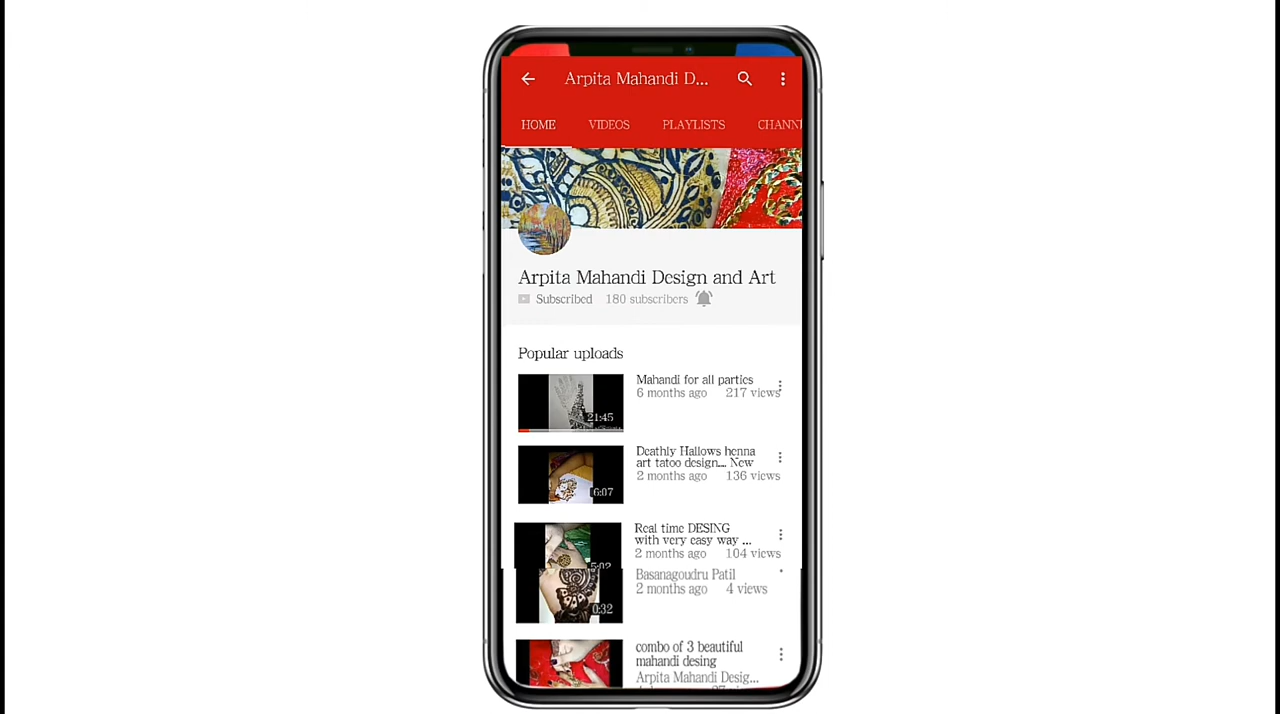 Arpita Mahandi D...
HOME VIDEOS PLAYLISTS CHANN
Arpita Mahandi Design and Art
Subscribed 180 subscribers
Popular uploads
Mahandi for all parties
6 months ago 217 views
21:45
Deathly Hallows henna
art tatoo design.... New
2 months ago 136 views
6:07
Real time DESING
with very easy way ...
2 months ago 104 views
5:02
Basanagoudru Patil
2 months ago 4 views
0:32
combo of 3 beautiful
mahandi desing
Arpita Mahandi Desig...